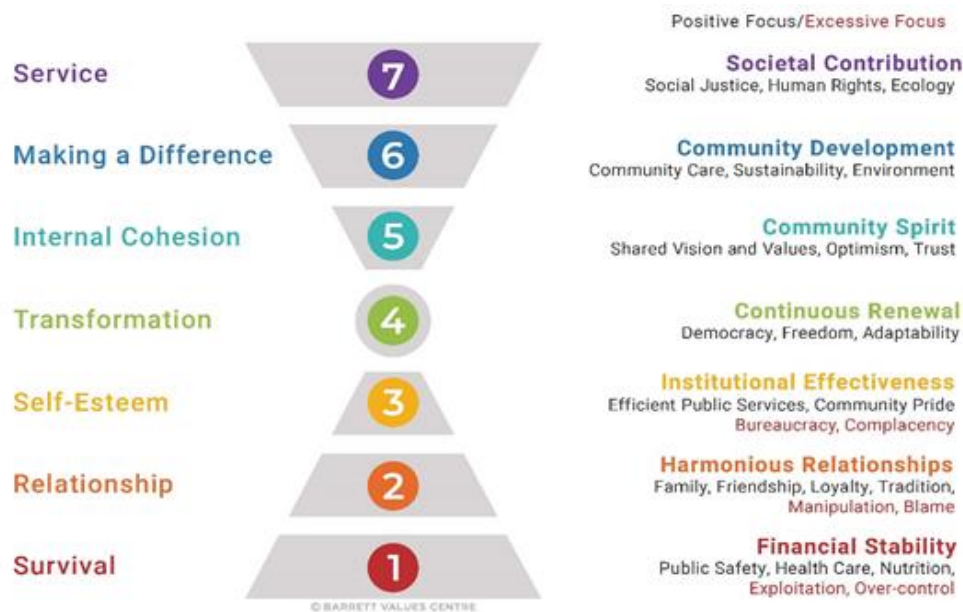 Positive Focus/Excessive Focus
Service
7
Societal Contribution
Social Justice, Human Rights, Ecology
Making a Difference
6
Community Development
Community Care, Sustainability, Environment
Internal Cohesion
5
Community Spirit
Shared Vision and Values, Optimism, Trust
Transformation
4
Continuous Renewal
Democracy, Freedom, Adaptability
Self-Esteem
3
Institutional Effectiveness
Efficient Public Services, Community Pride
Bureaucracy, Complacency
Relationship
2
Harmonious Relationships
Family, Friendship, Loyalty, Tradition,
Manipulation, Blame
Survival
1
Financial Stability
Public Safety, Health Care, Nutrition,
Exploitation, Over-control
© BARRETT VALUES CENTRE